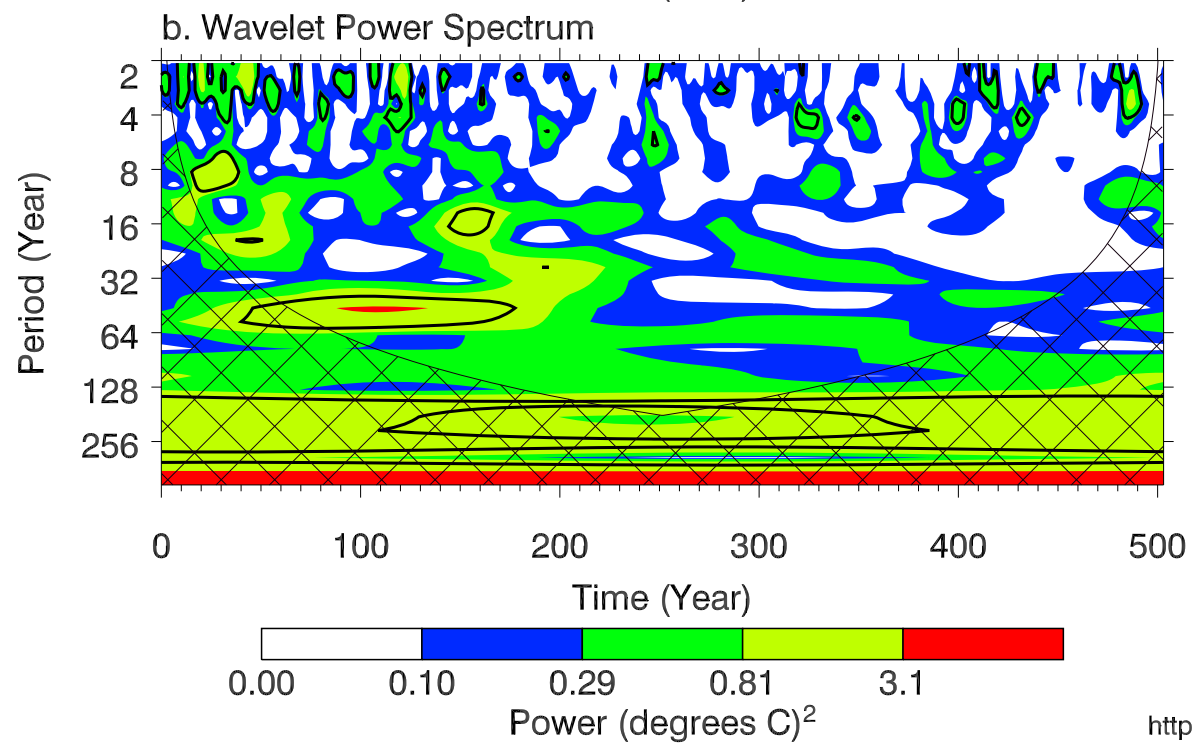 b. Wavelet Power Spectrum
Period (Year)
2
4
8
16
32
64
128
256
0 100 200 300 400 500
Time (Year)
0.00 0.10 0.29 0.81 3.1
Power (degrees C)2
http